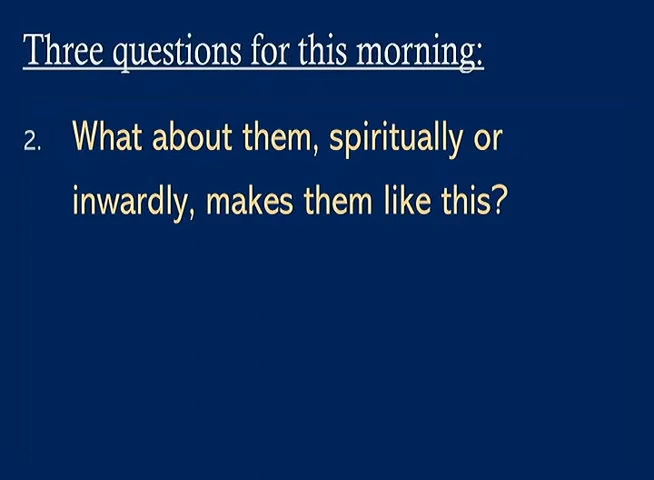 Three questions for this morning:
2. What about them, spiritually or
inwardly, makes them like this?